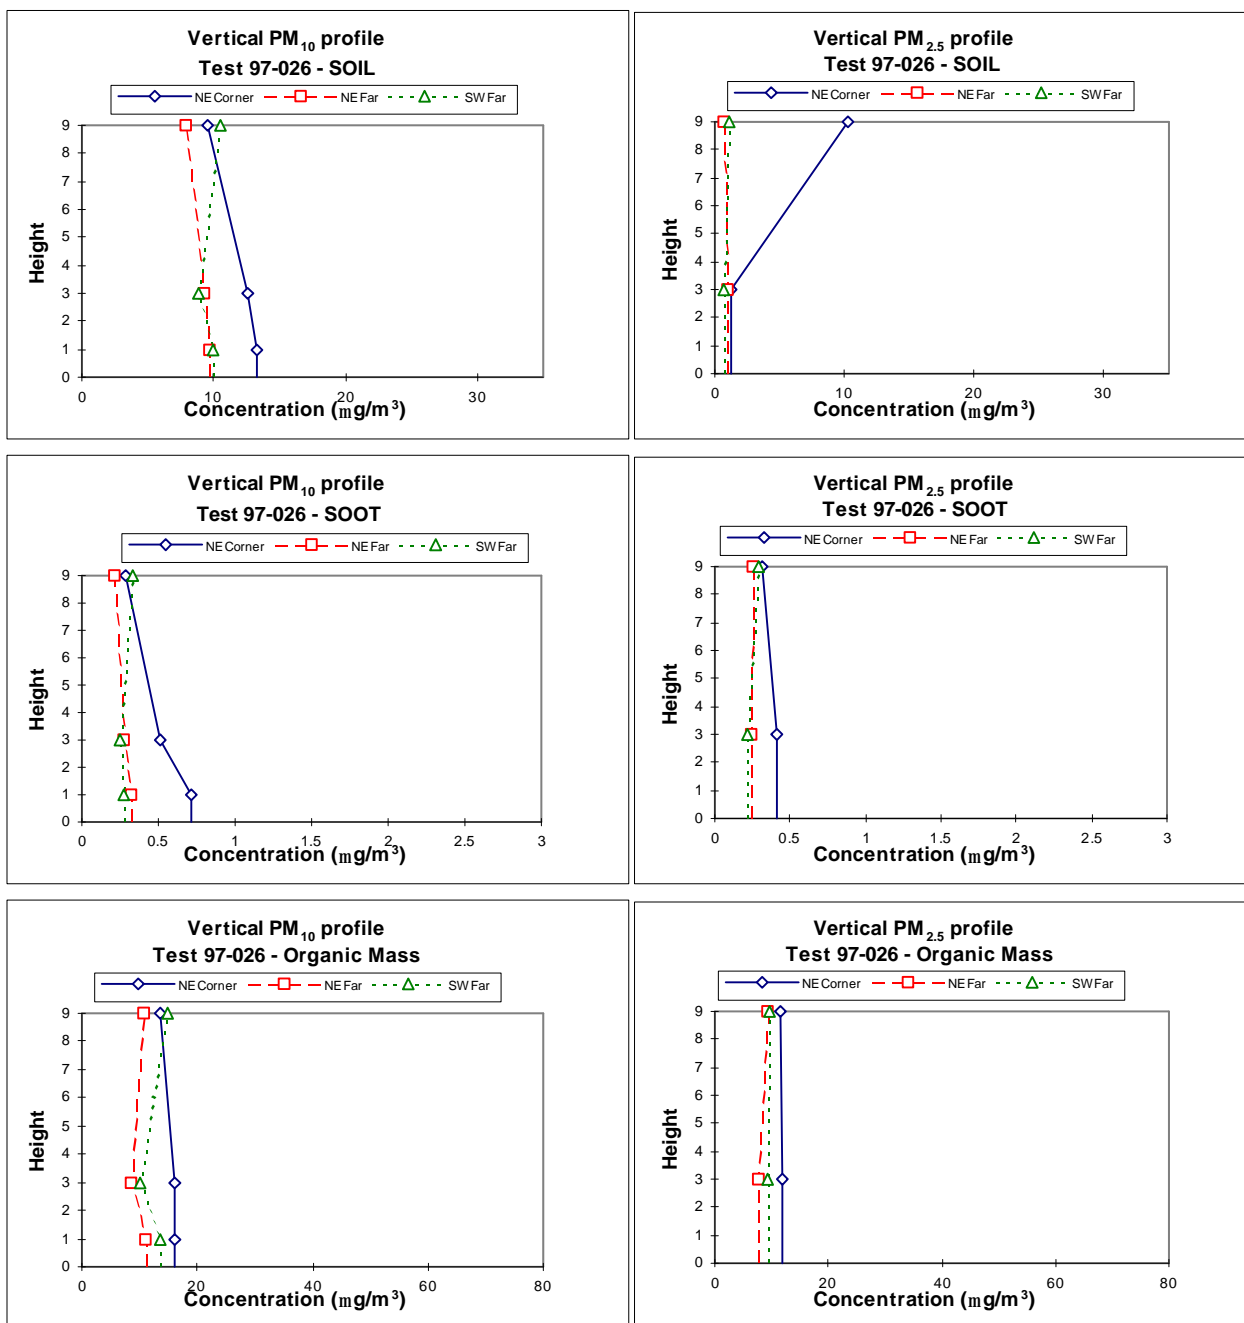 Vertical PM10 profile
Test 97-026 - SOIL
NE Corner NE Far SW Far
9
8
7
6
5
4
3
2
1
0
Height
0 10 20 30
Concentration (mg/m3)
Vertical PM2.5 profile
Test 97-026 - SOIL
NE Corner NE Far SW Far
9
8
7
6
5
4
3
2
1
0
Height
0 10 20 30
Concentration (mg/m3)
Vertical PM10 profile
Test 97-026 - SOOT
NE Corner NE Far SW Far
9
8
7
6
5
4
3
2
1
0
Height
0 0.5 1 1.5 2 2.5 3
Concentration (mg/m3)
Vertical PM2.5 profile
Test 97-026 - SOOT
NE Corner NE Far SW Far
9
8
7
6
5
4
3
2
1
0
Height
0 0.5 1 1.5 2 2.5 3
Concentration (mg/m3)
Vertical PM10 profile
Test 97-026 - Organic Mass
NE Corner NE Far SW Far
9
8
7
6
5
4
3
2
1
0
Height
0 20 40 60 80
Concentration (mg/m3)
Vertical PM2.5 profile
Test 97-026 - Organic Mass
NE Corner NE Far SW Far
9
8
7
6
5
4
3
2
1
0
Height
0 20 40 60 80
Concentration (mg/m3)